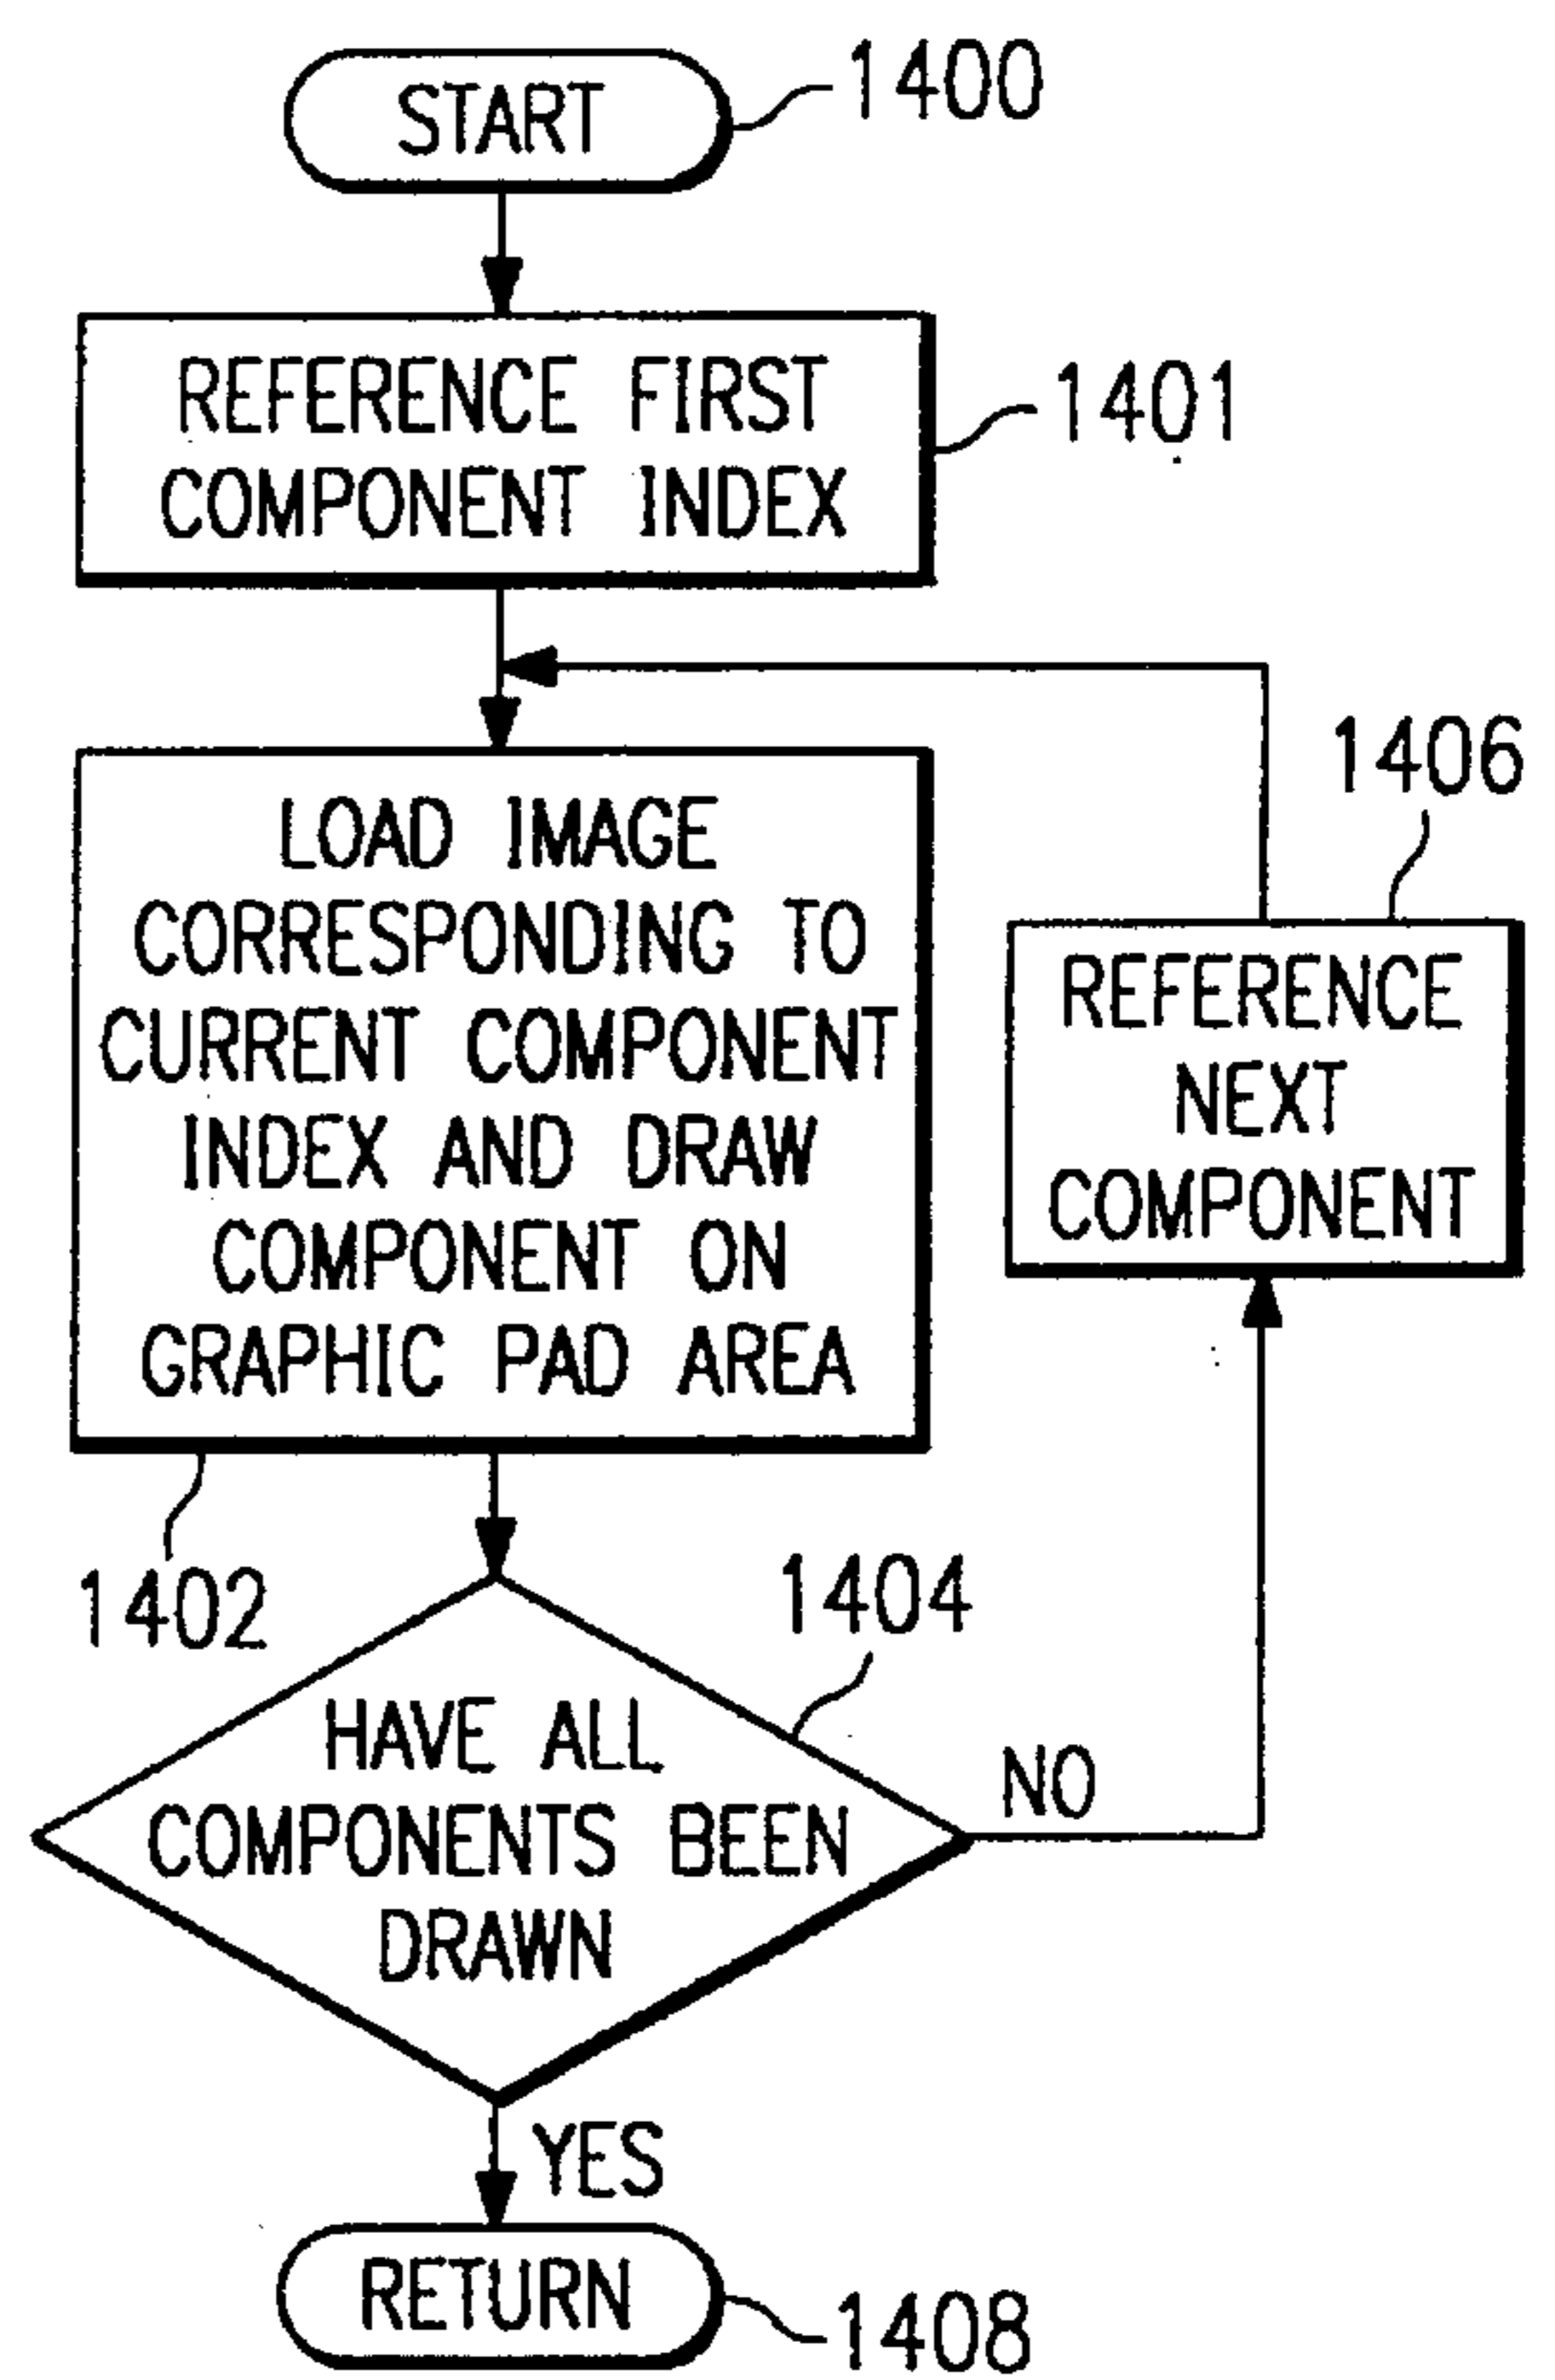 START
1400
REFERENCE FIRST
COMPONENT INDEX
1401
LOAD IMAGE
CORRESPONDING TO
CURRENT COMPONENT
INDEX AND DRAW
COMPONENT ON
GRAPHIC PAD AREA
1402
1406
REFERENCE
NEXT
COMPONENT
1404
HAVE ALL
COMPONENTS BEEN
DRAWN
NO
YES
RETURN
1408